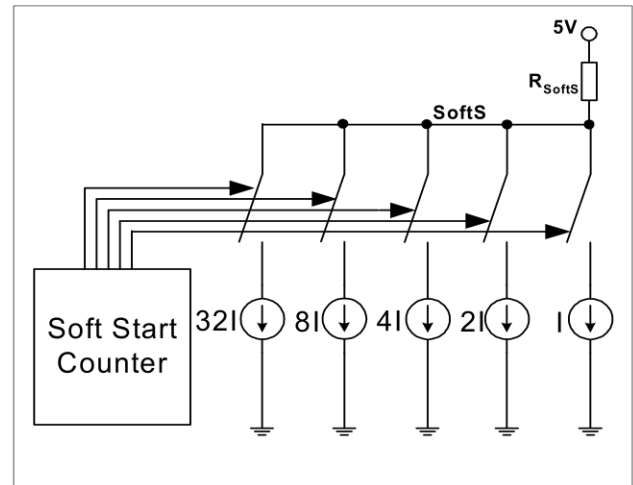 5V
RSoftS
SoftS
Soft Start
Counter
32I
8I
4I
2I
I